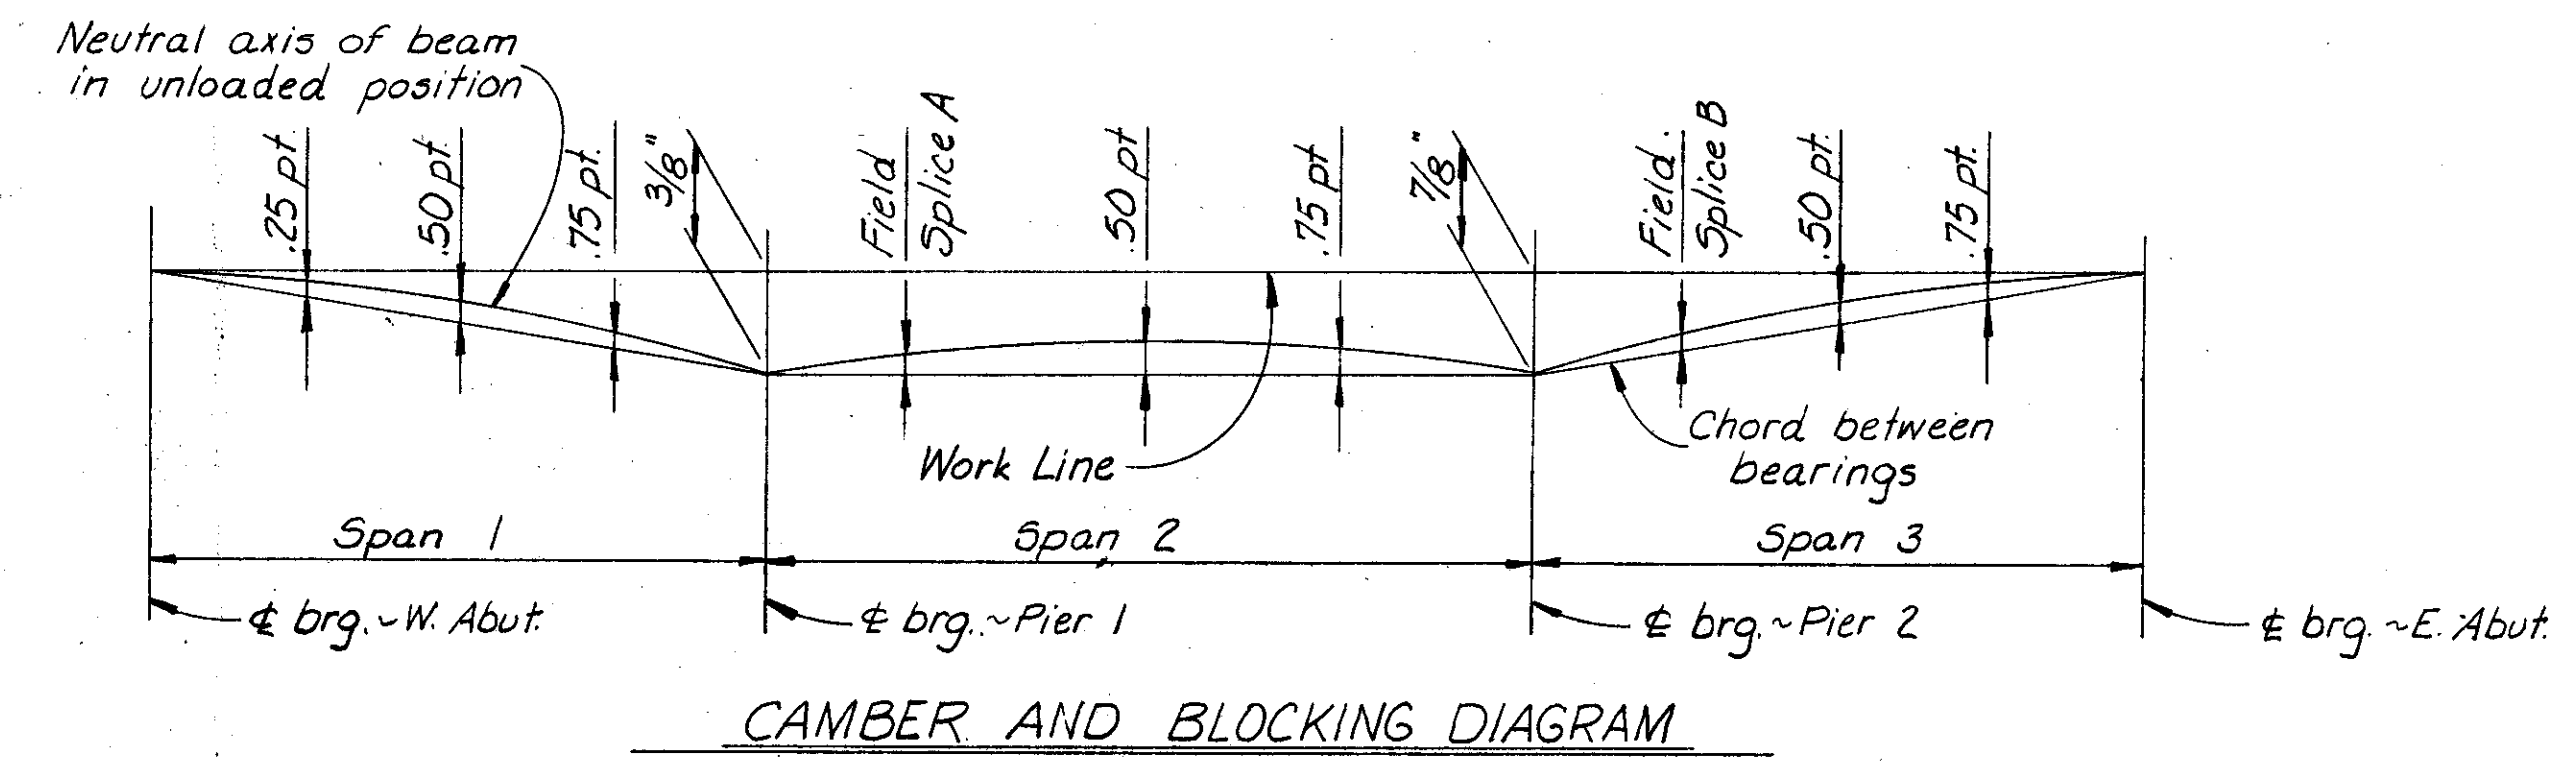 Neutral axis of beam
in unloaded position
.25 pt.
.50 pt.
.75 pt.
3/8"
Field
Splice A
.50 pt
.75 pt
7/8"
Field.
Splice B
.50 pt.
.75 pt.
Work Line
Chord between
bearings
Span 1
Span 2
Span 3
℄ brg. ~ W. Abut.
℄ brg. ~ Pier 1
℄ brg. ~ Pier 2
℄ brg. ~ E. Abut.
CAMBER AND BLOCKING DIAGRAM